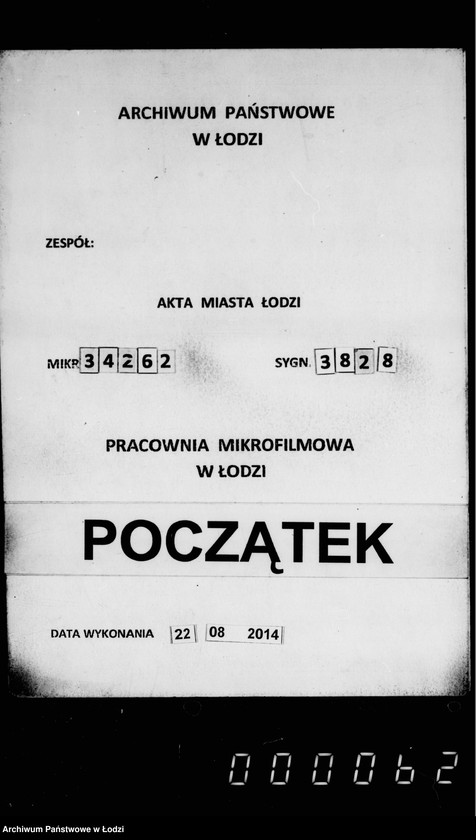 ARCHIWUM PAŃSTWOWE
W ŁODZI
ZESPÓŁ:
AKTA MIASTA ŁODZI
MIKR 34262 SYGN. 3828
PRACOWNIA MIKROFILMOWA
W ŁODZI
POCZĄTEK
DATA WYKONANIA 22 08 2014
0000062
Archiwum Państwowe w Łodzi